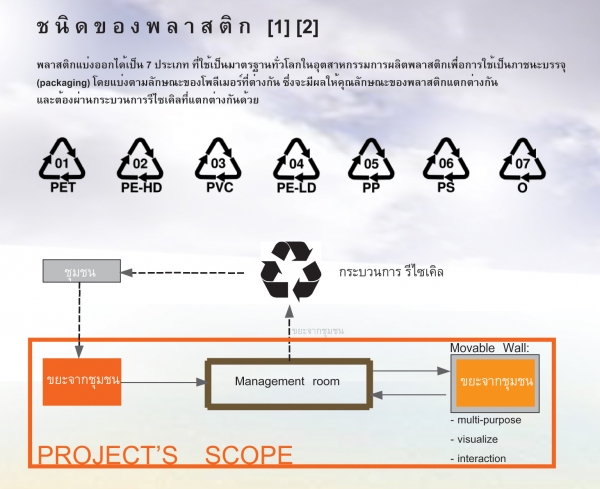 ชนิดของพลาสติก [1] [2]
พลาสติกแบ่งออกได้เป็น 7 ประเภท ที่ใช้เป็นมาตรฐานทั่วโลกในอุตสาหกรรมการผลิตพลาสติกเพื่อการใช้เป็นภาชนะบรรจุ
(packaging) โดยแบ่งตามลักษณะของโพลีเมอร์ที่ต่างกัน ซึ่งจะมีผลให้คุณลักษณะของพลาสติกแตกต่างกัน
และต้องผ่านกระบวนการรีไซเคิลที่แตกต่างกันด้วย
01 02 03 04 05 06 07
PET PE-HD PVC PE-LD PP PS O
ชุมชน
กระบวนการ รีไซเคิล
ขยะจากชุมชน
Movable Wall:
ขยะจากชุมชน
Management room
ขยะจากชุมชน
- multi-purpose
- visualize
- interaction
PROJECT'S SCOPE